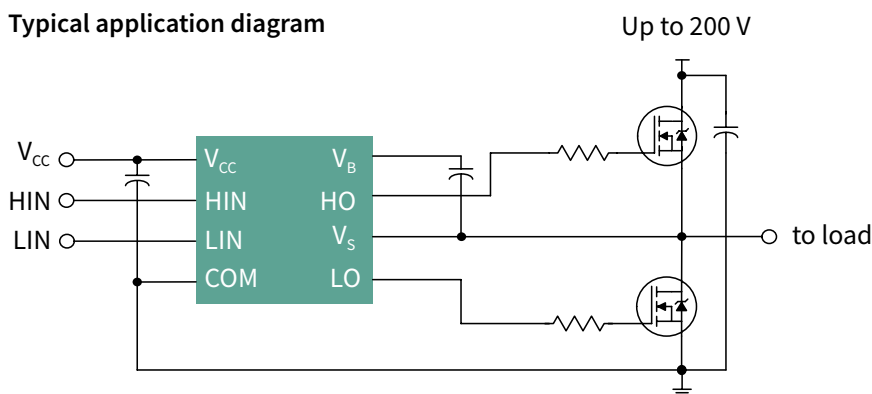 Typical application diagram
Up to 200 V
VCC
HIN
LIN
VCC
HIN
LIN
COM
VB
HO
VS
LO
to load